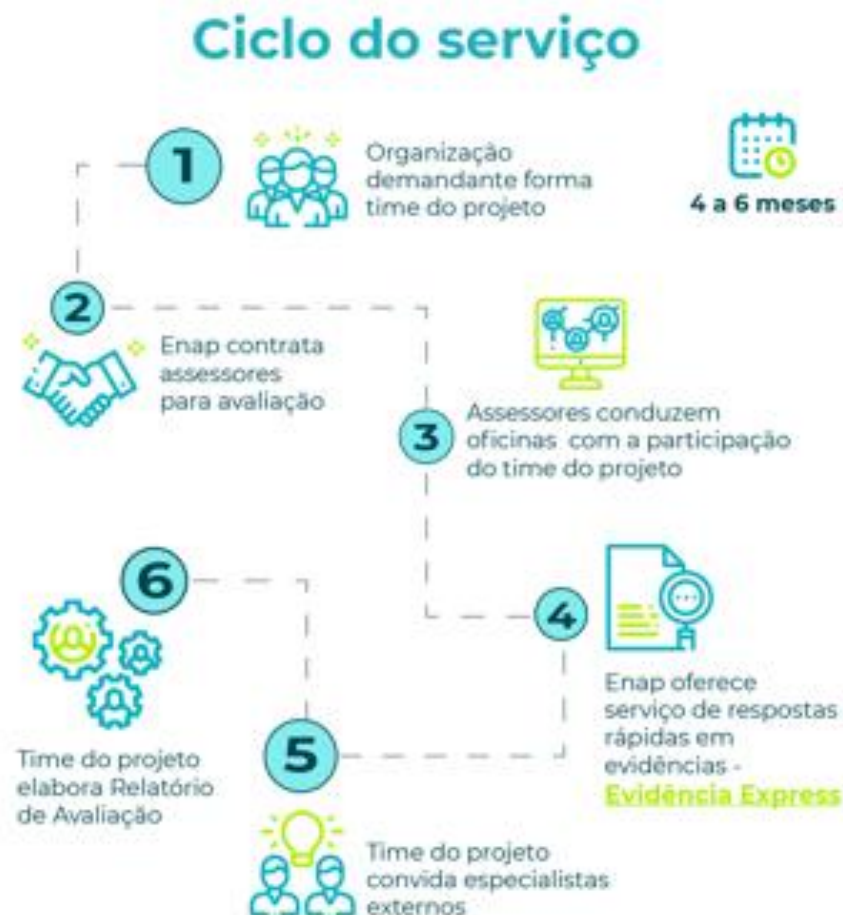 Ciclo do serviço
1
Organização
demandante forma
time do projeto
4 a 6 meses
2
Enap contrata
assessores
para avaliação
3
Assessores conduzem
oficinas com a participação
do time do projeto
4
Enap oferece
serviço de respostas
rápidas em
evidências -
Evidência Express
5
Time do projeto
convida especialistas
externos
6
Time do projeto
elabora Relatório
de Avaliação